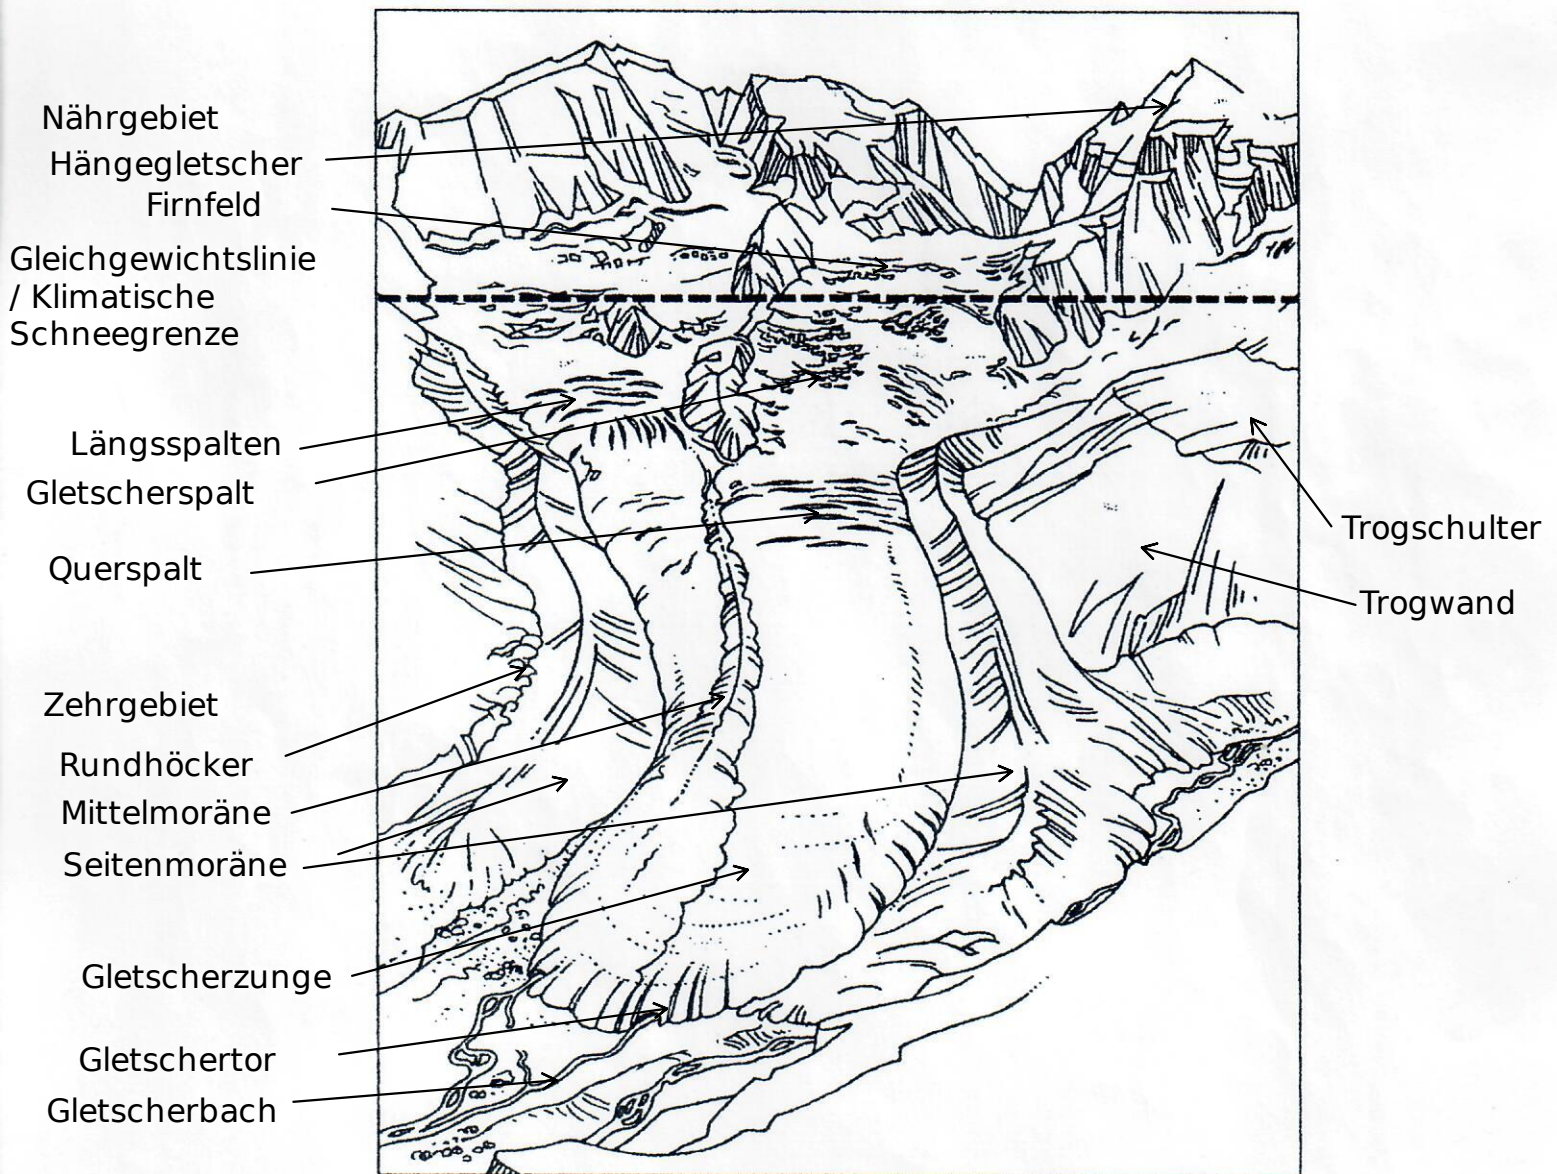 Nährgebiet
Hängegletscher
Firnfeld
Gleichgewichtslinie
/ Klimatische
Schneegrenze
Längsspalten
Gletscherspalt
Querspalt
Trogschulter
Trogwand
Zehrgebiet
Rundhöcker
Mittelmoräne
Seitenmoräne
Gletscherzunge
Gletschertor
Gletscherbach